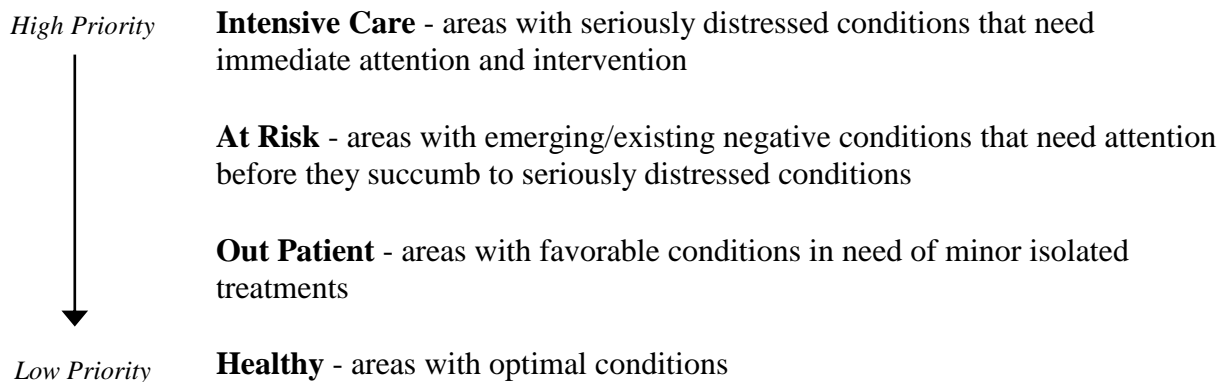 High Priority
Intensive Care - areas with seriously distressed conditions that need
immediate attention and intervention
At Risk - areas with emerging/existing negative conditions that need attention
before they succumb to seriously distressed conditions
Out Patient - areas with favorable conditions in need of minor isolated
treatments
Low Priority
Healthy - areas with optimal conditions